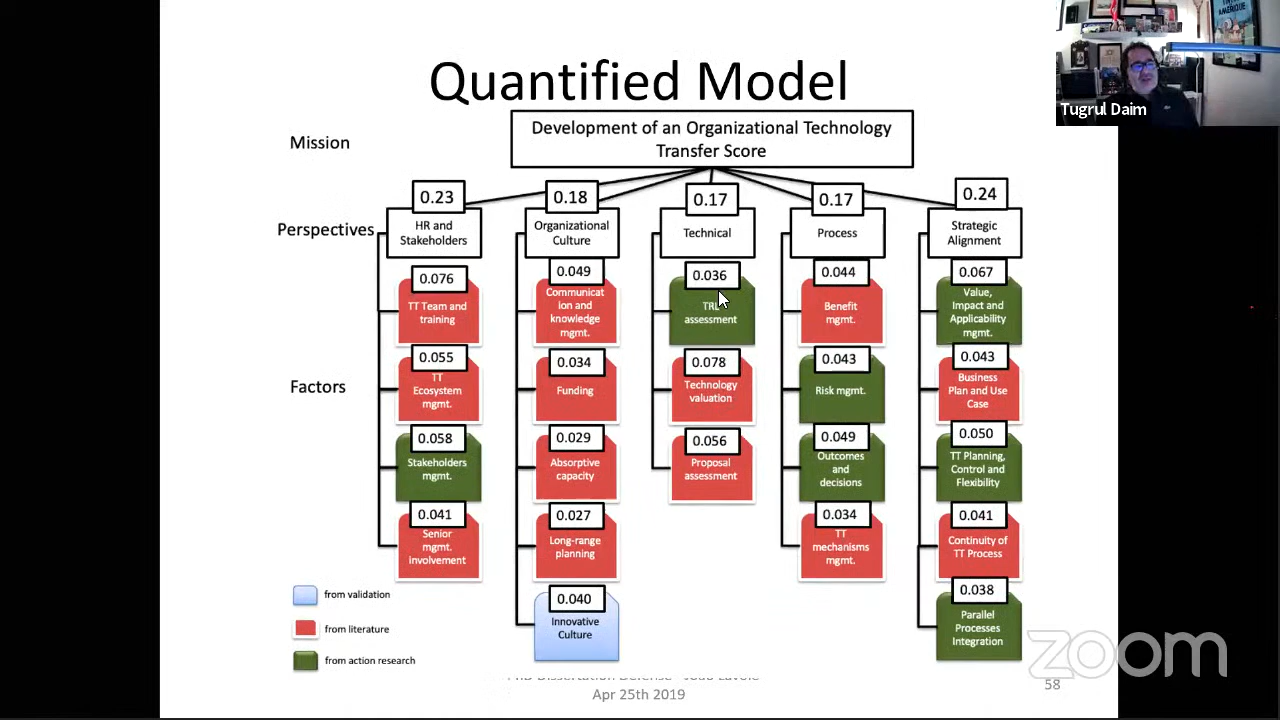 Quantified Model
Tugrul Daim
Mission
Development of an Organizational Technology
Transfer Score
Perspectives
0.23
HR and
Stakeholders
0.18
Organizational
Culture
0.17
Technical
0.17
Process
0.24
Strategic
Alignment
Factors
0.076
TT Team and
training
0.055
TT
Ecosystem
mgmt.
0.058
Stakeholders
mgmt.
0.041
Senior
mgmt.
involvement
0.049
Communicat
ion and
knowledge
mgmt.
0.034
Funding
0.029
Absorptive
capacity
0.027
Long-range
planning
0.040
Innovative
Culture
0.036
TRL
assessment
0.078
Technology
valuation
0.056
Proposal
assessment
0.044
Benefit
mgmt.
0.043
Risk mgmt.
0.049
Outcomes
and
decisions
0.034
TT
mechanisms
mgmt.
0.067
Value,
Impact and
Applicability
mgmt.
0.043
Business
Plan and Use
Case
0.050
TT Planning,
Control and
Flexibility
0.041
Continuity of
TT Process
0.038
Parallel
Processes
Integration
from validation
from literature
from action research
PhD Dissertation Defense - João Lavoie
Apr 25th 2019
58
zoom